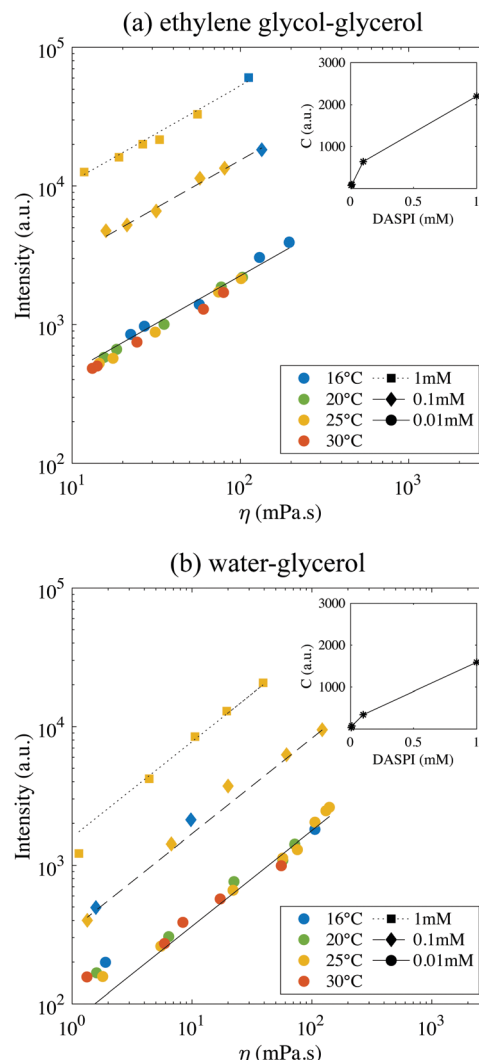 (a) ethylene glycol-glycerol
10^5
10^4
10^3
10^2
Intensity (a.u.)
10^1
10^2
10^3
η (mPa.s)
3000
2000
1000
C (a.u.)
0
0.5
1
DASPI (mM)
16°C
20°C
25°C
30°C
1mM
0.1mM
0.01mM
(b) water-glycerol
10^5
10^4
10^3
10^2
Intensity (a.u.)
10^0
10^1
10^2
10^3
η (mPa.s)
3000
2000
1000
C (a.u.)
0
0.5
1
DASPI (mM)
16°C
20°C
25°C
30°C
1mM
0.1mM
0.01mM